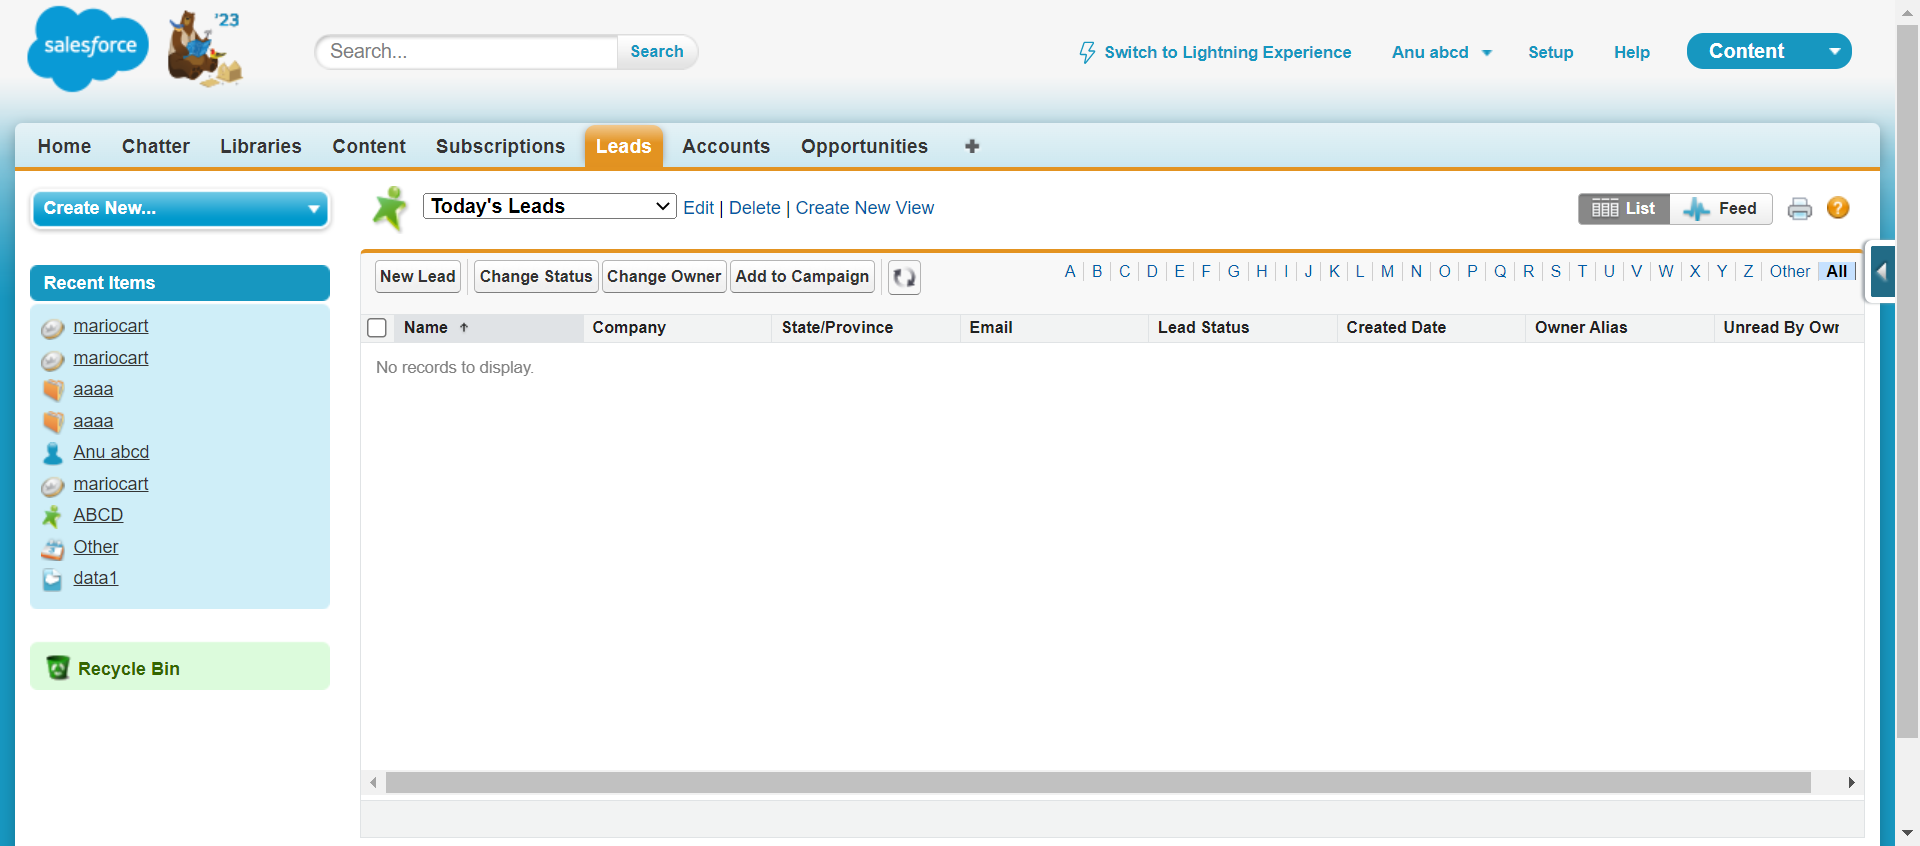 salesforce
'23
Search...
Search
Switch to Lightning Experience
Anu abcd
Setup
Help
Content
Home
Chatter
Libraries
Content
Subscriptions
Leads
Accounts
Opportunities
Create New...
Recent Items
mariocart
mariocart
aaaa
aaaa
Anu abcd
mariocart
ABCD
Other
data1
Recycle Bin
Today's Leads
Edit | Delete | Create New View
List
Feed
New Lead
Change Status
Change Owner
Add to Campaign
A B C D E F G H I J K L M N O P Q R S T U V W X Y Z Other All
Name
Company
State/Province
Email
Lead Status
Created Date
Owner Alias
Unread By Owr
No records to display.